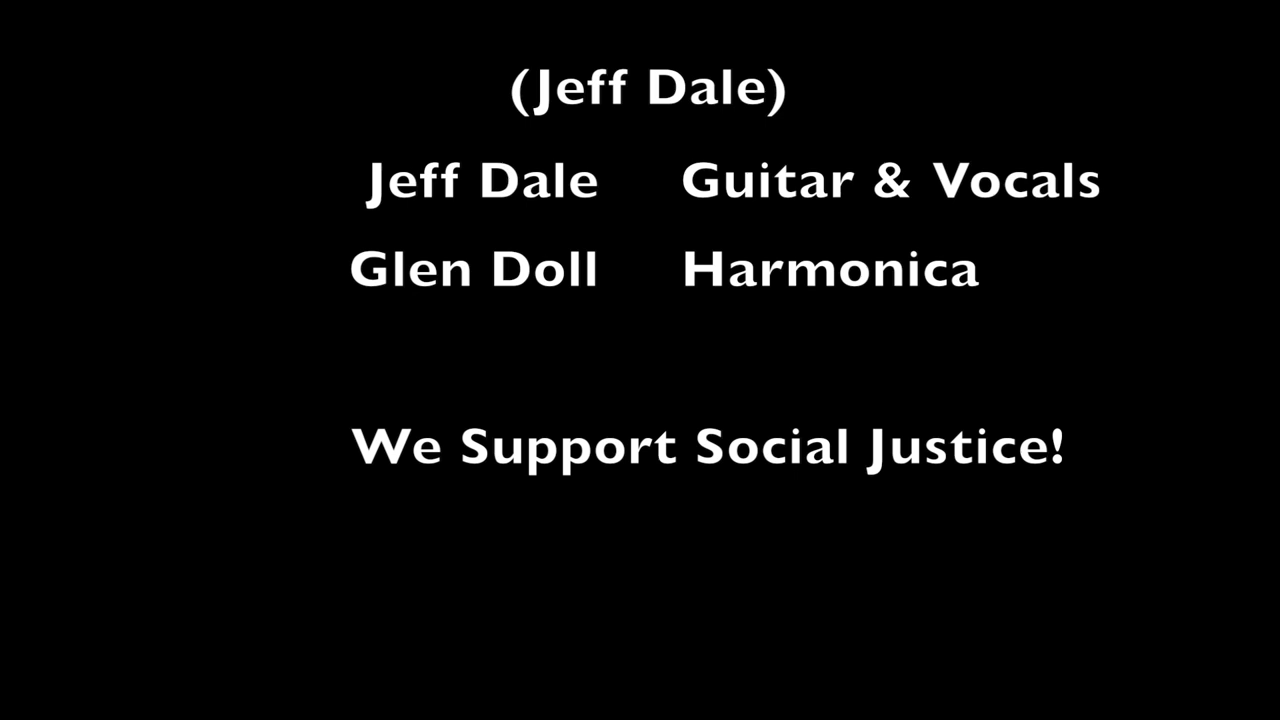 (Jeff Dale)
Jeff Dale Guitar & Vocals
Glen Doll Harmonica
We Support Social Justice!